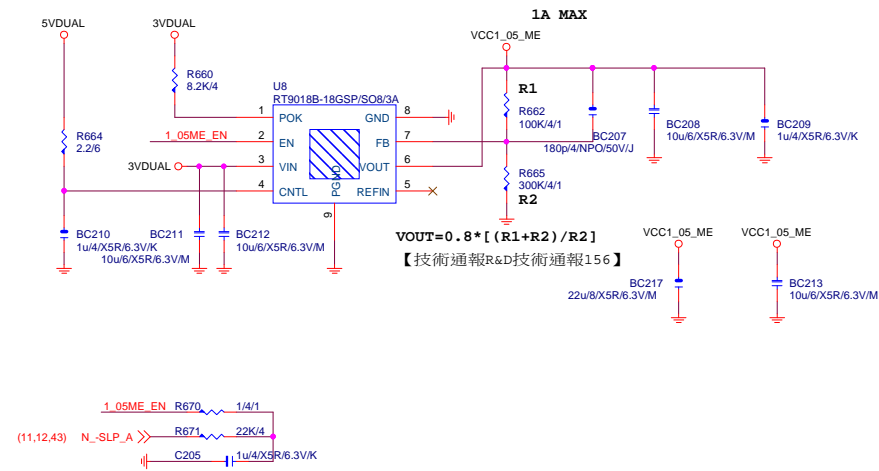 1A MAX
5VDUAL
3VDUAL
VCC1_05_ME
R660
8.2K/4
U8
RT9018B-18GSP/SO8/3A
R1
R664
2.2/6
1_05ME_EN
3VDUAL
1
POK
2
EN
3
VIN
4
CNTL
PGND
9
GND
8
FB
7
VOUT
6
REFIN
5
R662
100K/4/1
BC207
180p/4/NPO/50V/J
BC208
10u/6/X5R/6.3V/M
BC209
1u/4/X5R/6.3V/K
R665
300K/4/1
R2
BC210
1u/4/X5R/6.3V/K
BC211
10u/6/X5R/6.3V/M
BC212
10u/6/X5R/6.3V/M
VOUT=0.8*[(R1+R2)/R2]
【技術通報R&D技術通報156】
VCC1_05_ME
BC217
22u/8/X5R/6.3V/M
VCC1_05_ME
BC213
10u/6/X5R/6.3V/M
1_05ME_EN R670 1/4/1
(11,12,43) N_-SLP_A R671 22K/4
C205 1u/4/X5R/6.3V/K